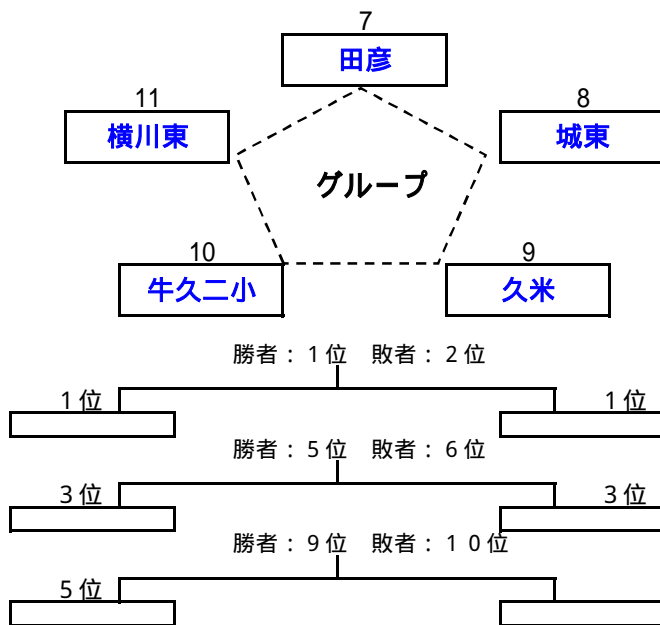 7
田彦
11
横川東
8
城東
グループ
10
牛久二小
9
久米
勝者：１位　敗者：２位
１位
１位
勝者：５位　敗者：６位
３位
３位
勝者：９位　敗者：１０位
５位